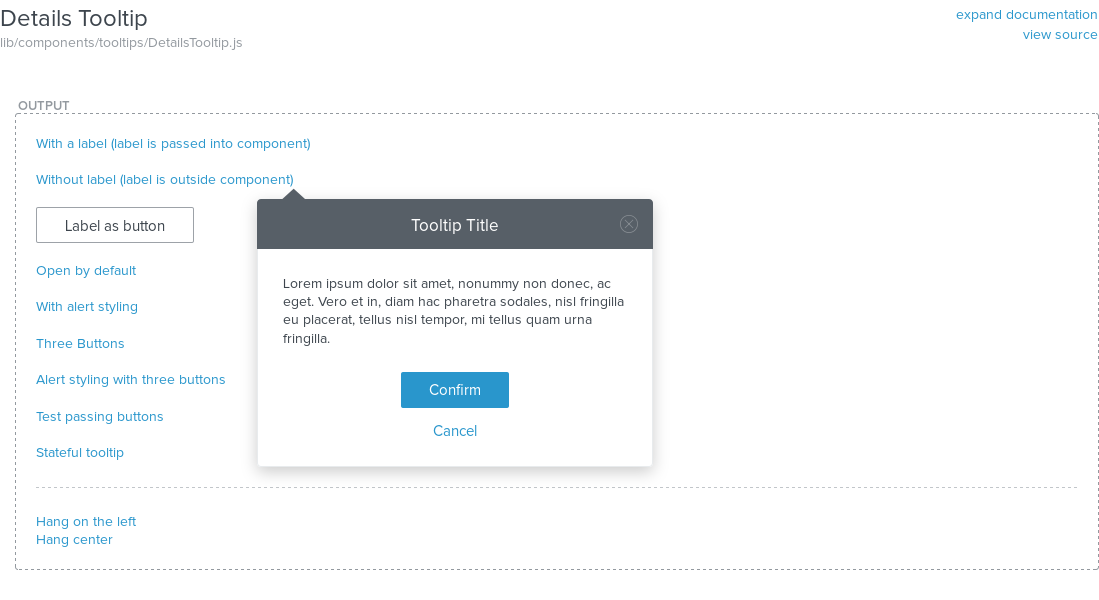 Details Tooltip
expand documentation
lib/components/tooltips/DetailsTooltip.js
view source
OUTPUT
With a label (label is passed into component)
Without label (label is outside component)
Label as button
Open by default
With alert styling
Three Buttons
Alert styling with three buttons
Test passing buttons
Stateful tooltip
Tooltip Title
Lorem ipsum dolor sit amet, nonummy non donec, ac
eget. Vero et in, diam hac pharetra sodales, nisl fringilla
eu placerat, tellus nisl tempor, mi tellus quam urna
fringilla.
Confirm
Cancel
Hang on the left
Hang center